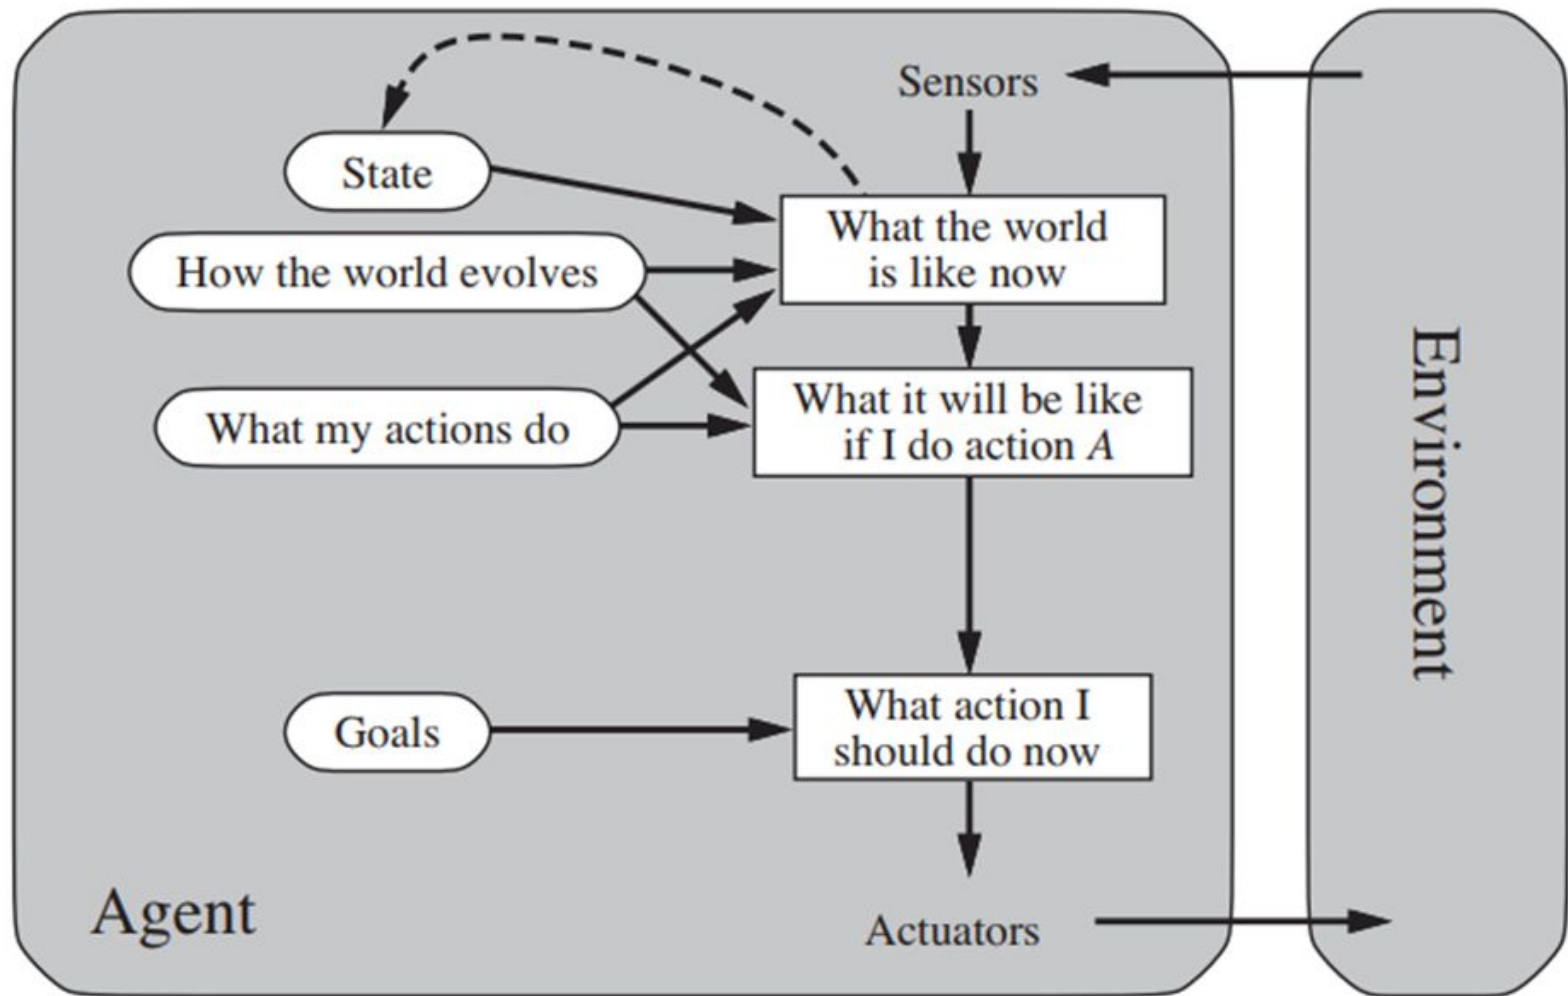 Sensors
State
What the world
is like now
How the world evolves
What my actions do
What it will be like
if I do action A
Goals
What action I
should do now
Agent
Actuators
Environment